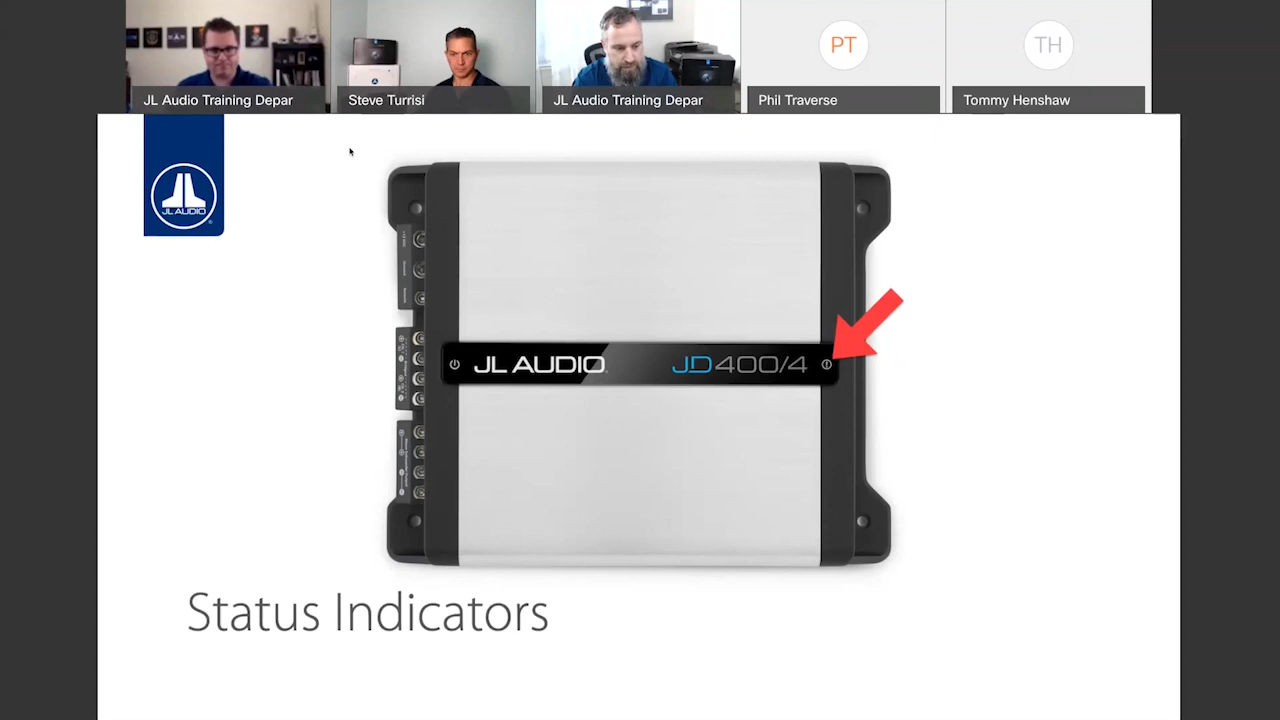 PT
TH
JL Audio Training Depar
Steve Turrisi
JL Audio Training Depar
Phil Traverse
Tommy Henshaw
JL AUDIO
JL AUDIO
JD400/4
Status Indicators